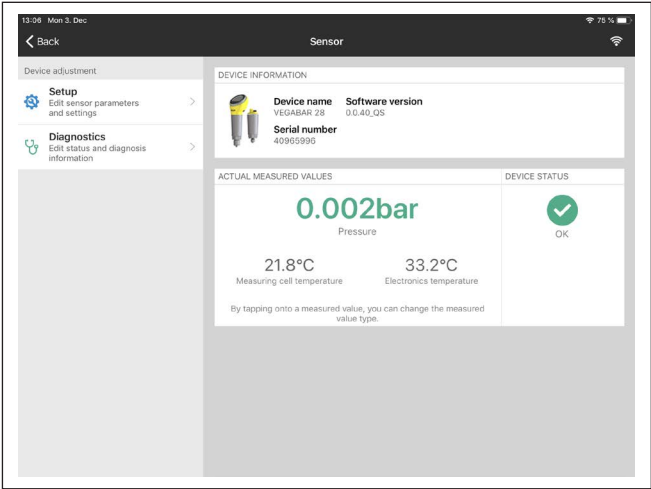 13:06 Mon 3. Dec
75 %
Back
Sensor
Device adjustment
Setup
Edit sensor parameters
and settings
Diagnostics
Edit status and diagnosis
information
DEVICE INFORMATION
Device name Software version
VEGABAR 28 0.0.40_QS
Serial number
40965996
ACTUAL MEASURED VALUES
0.002bar
Pressure
21.8°C 33.2°C
Measuring cell temperature Electronics temperature
By tapping onto a measured value, you can change the measured
value type.
DEVICE STATUS
OK